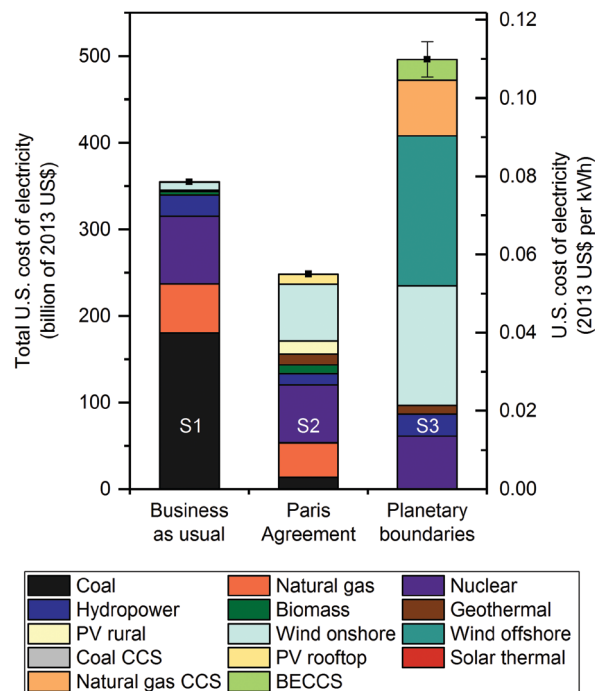 Total U.S. cost of electricity
(billion of 2013 US$)
500
400
300
200
100
0
0.12
0.10
0.08
0.06
0.04
0.02
0.00
U.S. cost of electricity
(2013 US$ per kWh)
S1
S2
S3
Business
as usual
Paris
Agreement
Planetary
boundaries
Coal
Natural gas
Nuclear
Hydropower
Biomass
Geothermal
PV rural
Wind onshore
Wind offshore
Coal CCS
PV rooftop
Solar thermal
Natural gas CCS
BECCS